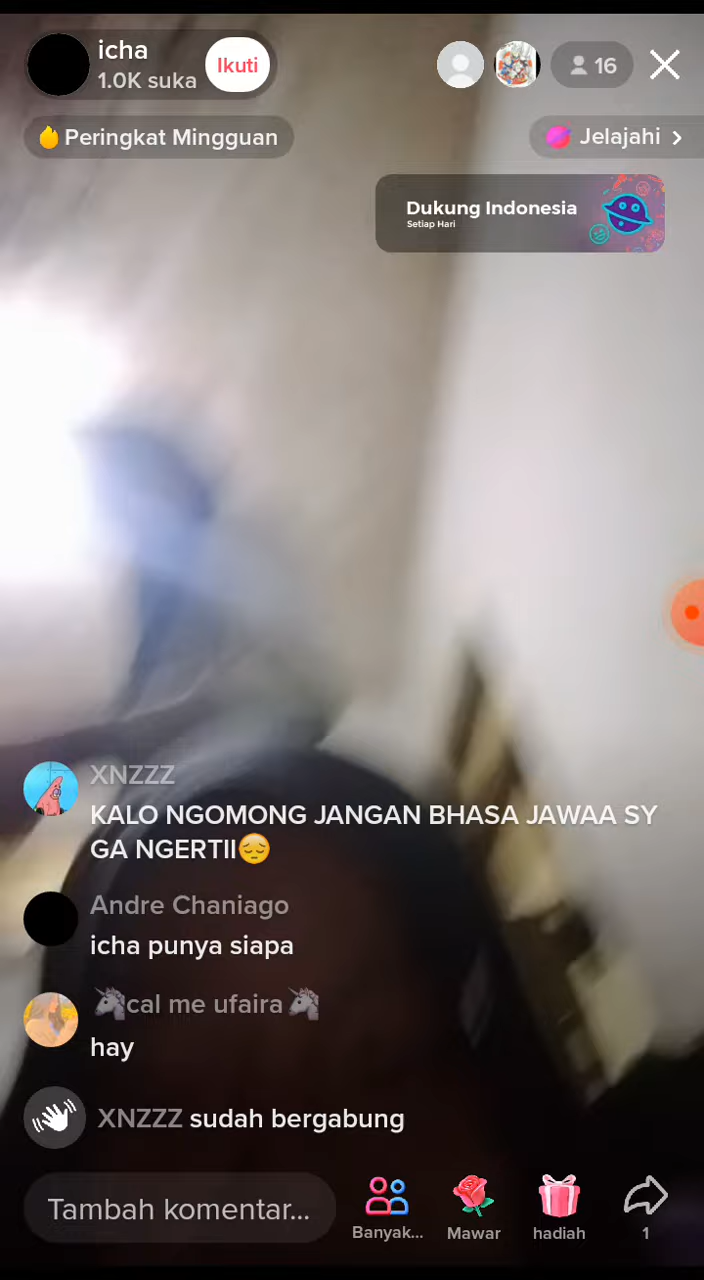 icha
1.0K suka
Ikuti
16
Peringkat Mingguan
Jelajahi
Dukung Indonesia
Setiap Hari
XNZZZ
KALO NGOMONG JANGAN BHASA JAWAA SY
GA NGERTII😔
Andre Chaniago
icha punya siapa
🦄cal me ufaira🦄
hay
XNZZZ sudah bergabung
Tambah komentar...
Banyak...
Mawar
hadiah
1